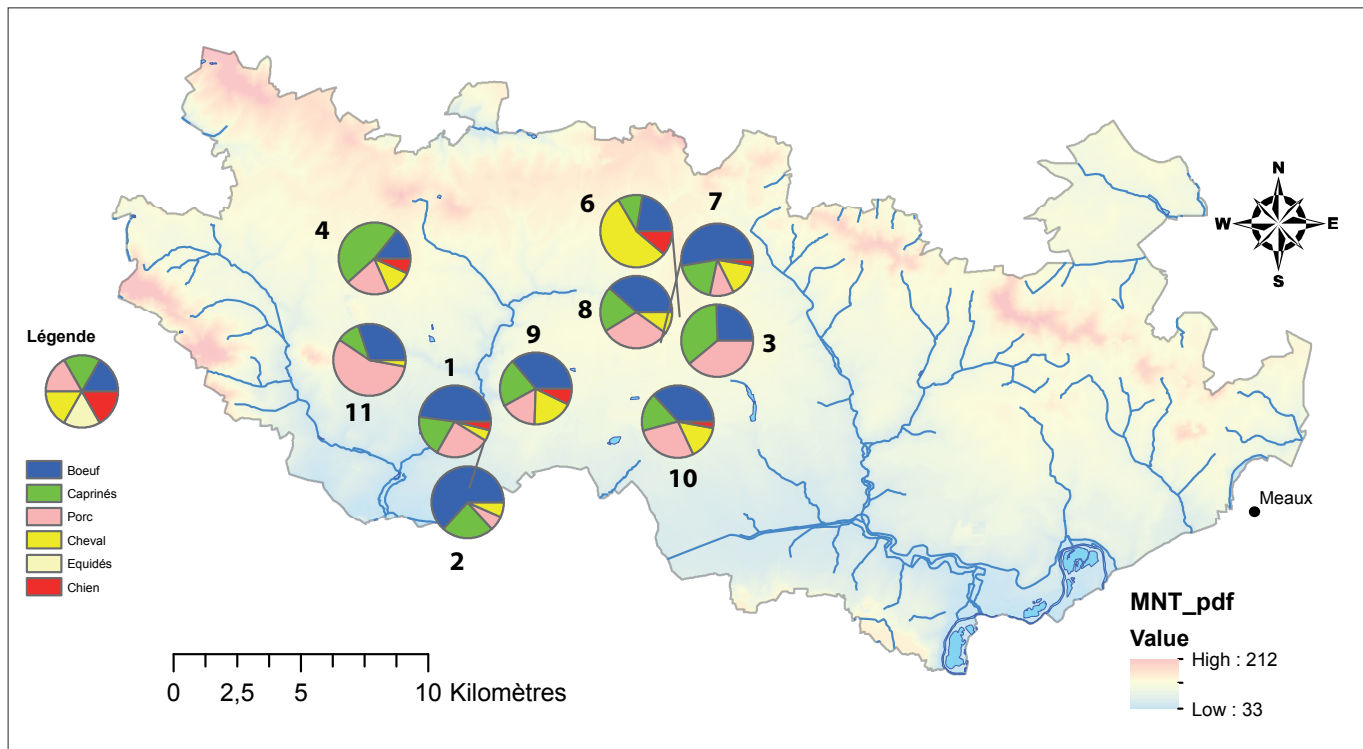 N
W
E
S
6
7
4
8
3
9
1
11
10
2
Légende
Boeuf
Caprinés
Porc
Cheval
Equidés
Chien
Meaux
MNT_pdf
Value
High : 212
Low : 33
0 2,5 5 10 Kilomètres